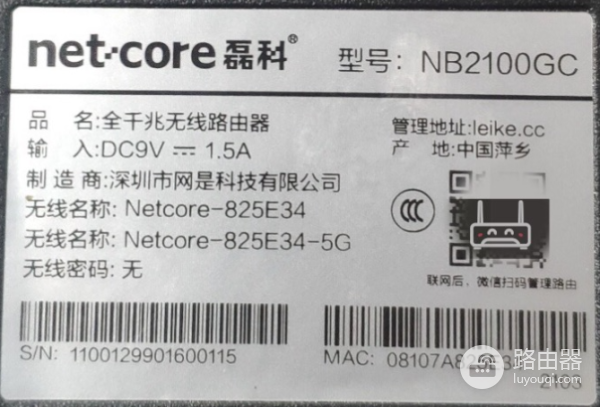 net·core 磊科® 型号: NB2100GC
品 名:全千兆无线路由器
管理地址:leike.cc
输 入:DC9V 1.5A
产 地:中国萍乡
制 造 商:深圳市网是科技有限公司
无线名称: Netcore-825E34
无线名称: Netcore-825E34-5G
无线密码: 无
CCC
联网后，微信扫码管理路由
S/N: 1100129901600115
MAC: 08107A82
路由器
luyouqi.com